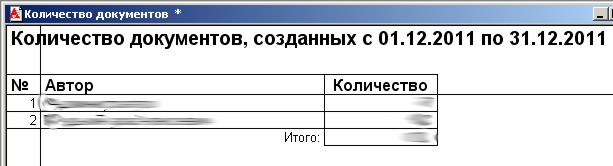 Количество документов *
Количество документов, созданных с 01.12.2011 по 31.12.2011
№ Автор Количество
1
2
Итого: